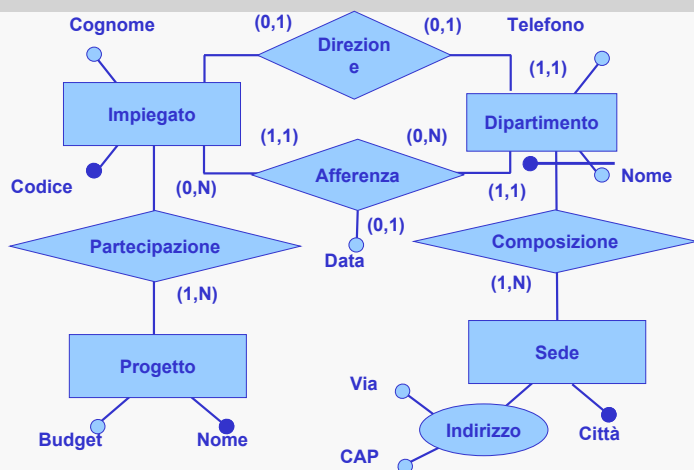 Cognome
(0,1)
(0,1)
Telefono
Direzion
e
(1,1)
Impiegato
Dipartimento
(1,1)
(0,N)
Afferenza
Codice
(0,N)
(1,1)
Nome
(0,1)
Partecipazione
Composizione
Data
(1,N)
(1,N)
Progetto
Sede
Via
Indirizzo
Città
Budget
Nome
CAP